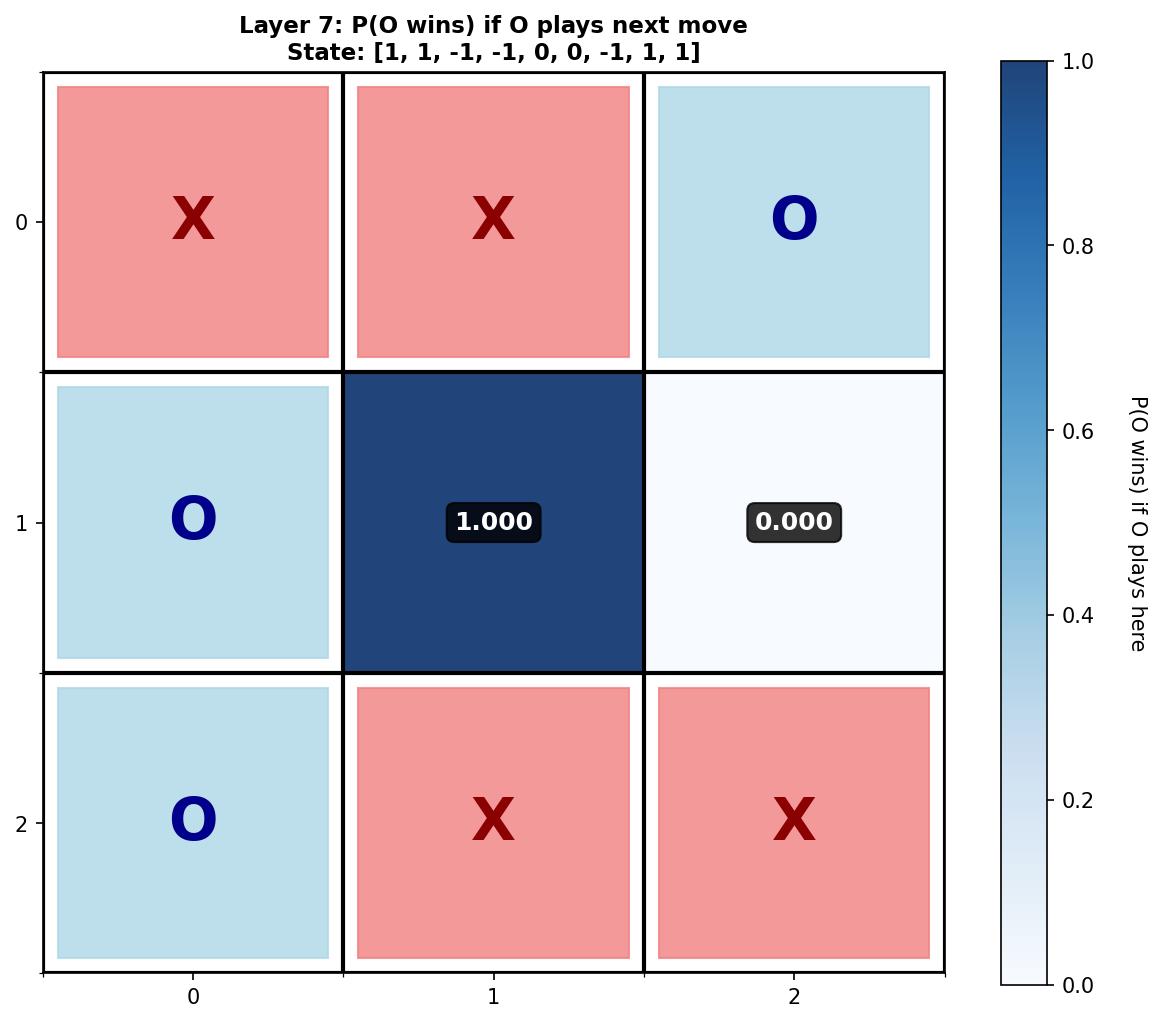 Layer 7: P(O wins) if O plays next move
State: [1, 1, -1, -1, 0, 0, -1, 1, 1]
X X O
O 1.000 0.000
O X X
0
1
2
0 1 2
1.0
0.8
0.6
0.4
0.2
0.0
P(O wins) if O plays here